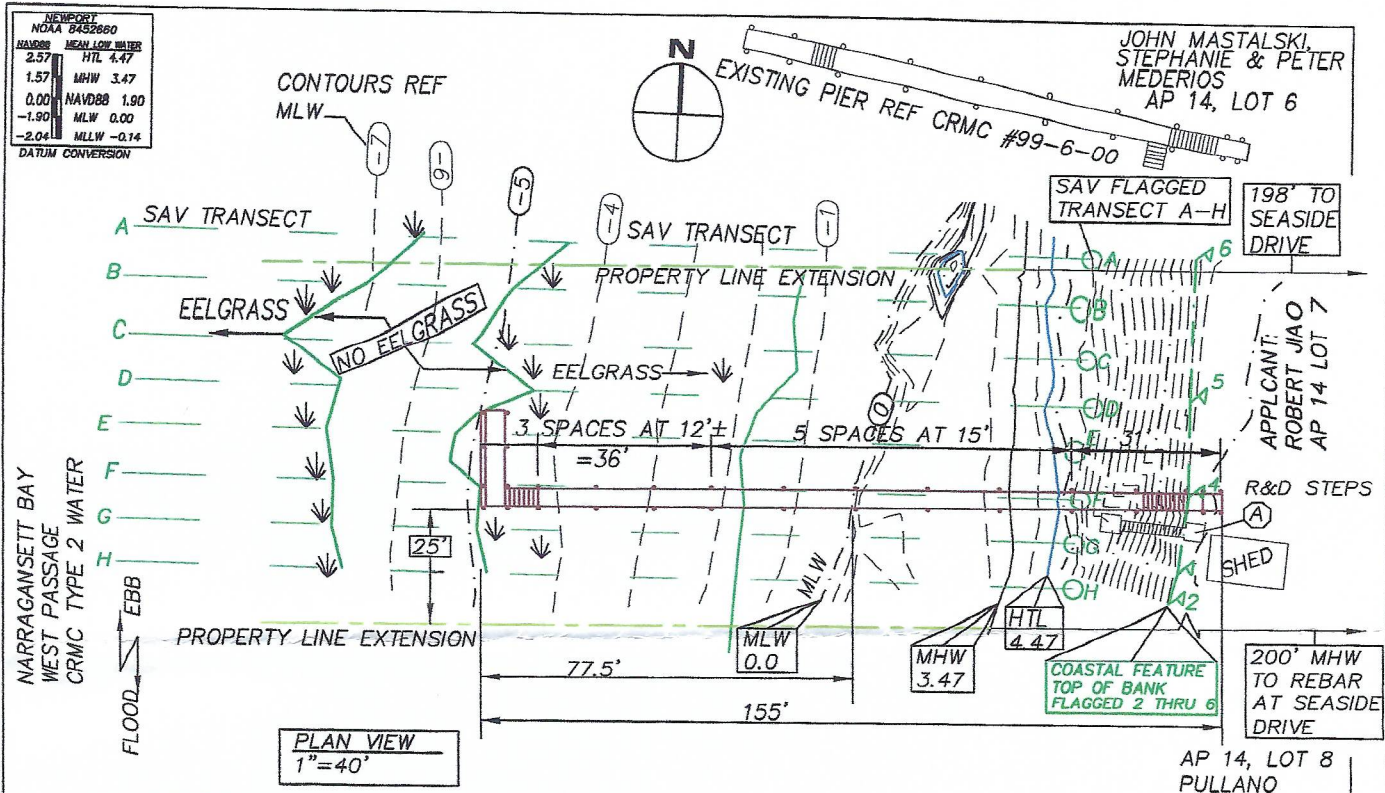 NEWPORT
NOAA 8452660
NAVD88 MEAN LOW WATER
2.57 HTL 4.47
1.57 MHW 3.47
0.00 NAVD88 1.90
-1.90 MLW 0.00
-2.04 MLLW -0.14
DATUM CONVERSION
CONTOURS REF
MLW
N
EXISTING PIER REF CRMC #99-6-00
JOHN MASTALSKI,
STEPHANIE & PETER
MEDERIOS
AP 14, LOT 6
-7
-6
-5
-4
-1
0
SAV FLAGGED
TRANSECT A-H
198' TO
SEASIDE
DRIVE
A SAV TRANSECT
SAV TRANSECT
B
PROPERTY LINE EXTENSION
EELGRASS
C
NO EELGRASS
D
EELGRASS
E
3 SPACES AT 12'±
=36'
5 SPACES AT 15'
31'
F
G
H
25'
A
B
C
D
E
F
G
H
6
5
4
2
APPLCANT:
ROBERT JIAO
AP 14 LOT 7
R&D STEPS
A
SHED
NARRAGANSETT BAY
WEST PASSAGE
CRMC TYPE 2 WATER
EBB
FLOOD
PROPERTY LINE EXTENSION
MLW
MLW
0.0
MHW
3.47
HTL
4.47
COASTAL FEATURE
TOP OF BANK
FLAGGED 2 THRU 6
200' MHW
TO REBAR
AT SEASIDE
DRIVE
77.5'
155'
PLAN VIEW
1"=40'
AP 14, LOT 8
PULLANO